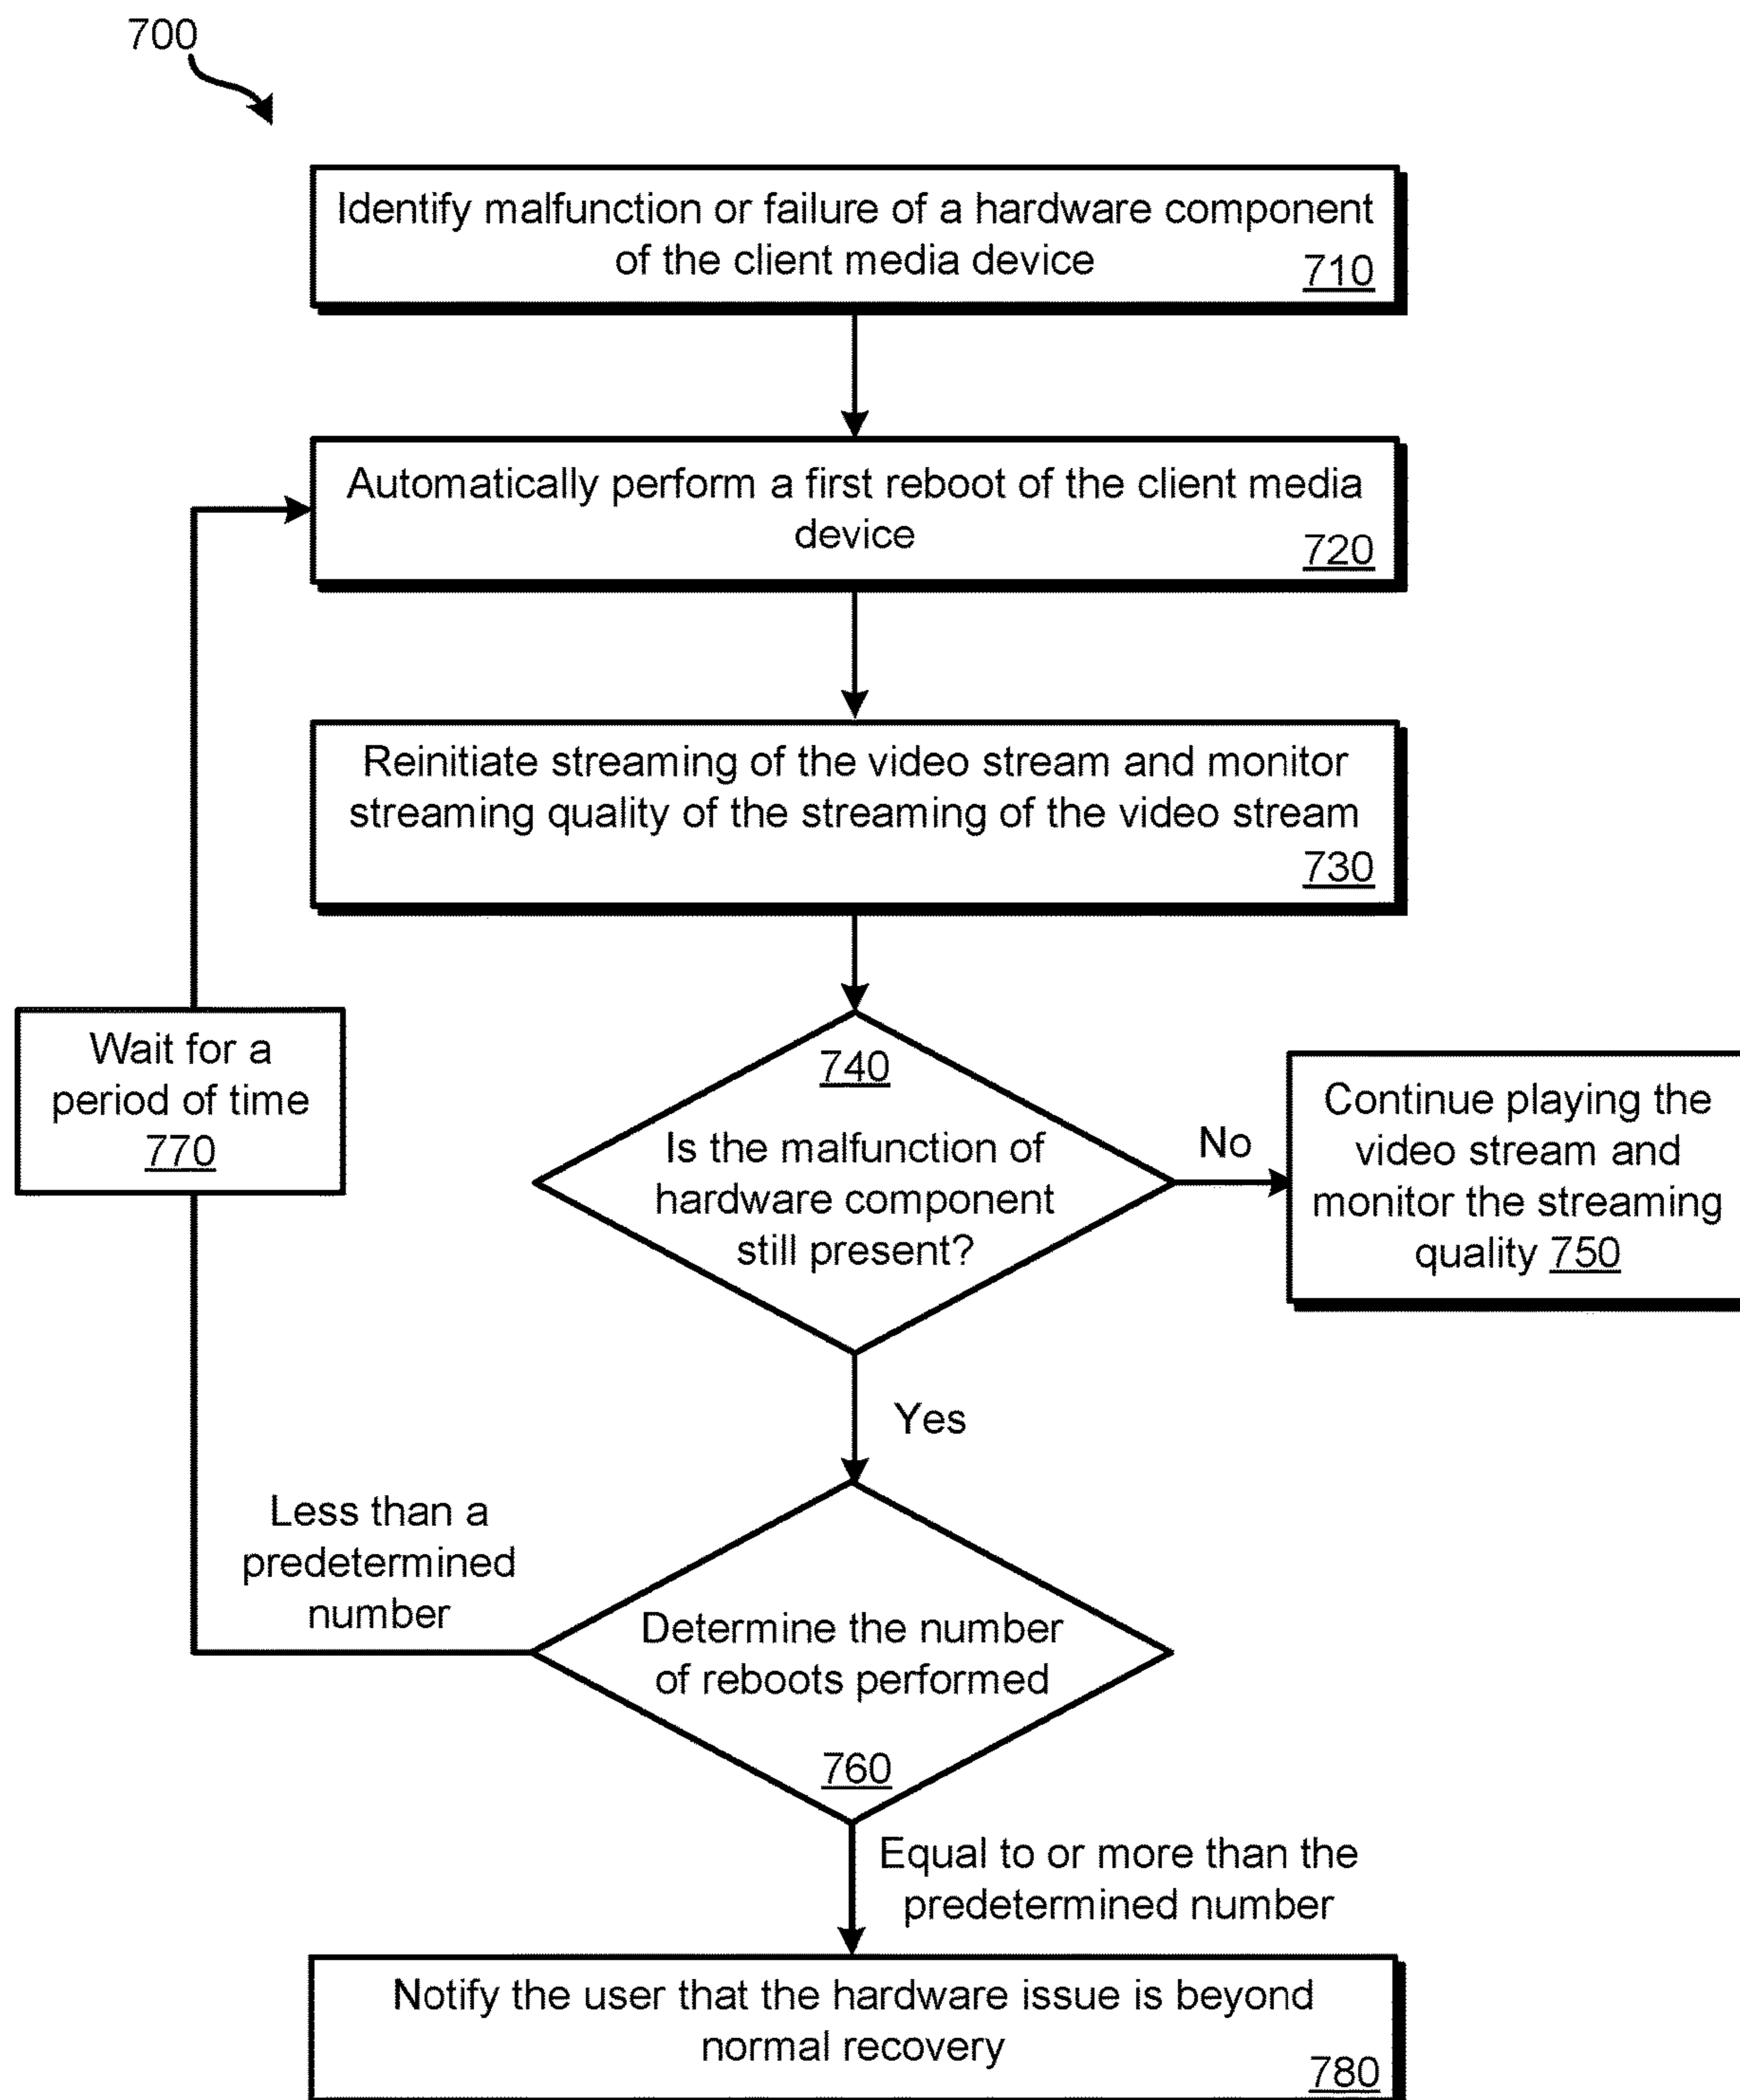 700
Identify malfunction or failure of a hardware component
of the client media device
710
Automatically perform a first reboot of the client media
device
720
Reinitiate streaming of the video stream and monitor
streaming quality of the streaming of the video stream
730
740
Is the malfunction of
hardware component
still present?
No
Continue playing the
video stream and
monitor the streaming
quality 750
Wait for a
period of time
770
Yes
Less than a
predetermined
number
Determine the number
of reboots performed
760
Equal to or more than the
predetermined number
Notify the user that the hardware issue is beyond
normal recovery
780